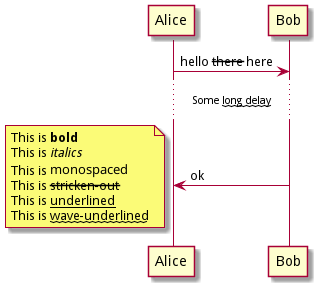 Alice Bob
hello there here
Some long delay
This is bold
This is italics
This is monospaced
This is stricken-out
This is underlined
This is wave-underlined
ok
Alice Bob